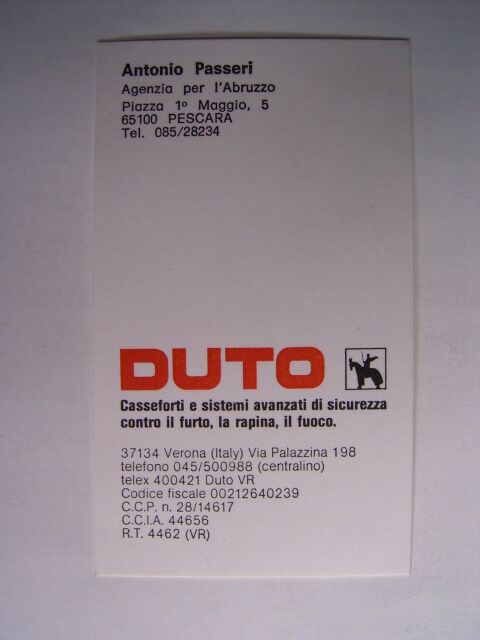 Antonio Passeri
Agenzia per l'Abruzzo
Piazza 1º Maggio, 5
65100 PESCARA
Tel. 085/28234
DUTO
Casseforti e sistemi avanzati di sicurezza
contro il furto, la rapina, il fuoco.
37134 Verona (Italy) Via Palazzina 198
telefono 045/500988 (centralino)
telex 400421 Duto VR
Codice fiscale 00212640239
C.C.P. n. 28/14617
C.C.I.A. 44656
R.T. 4462 (VR)